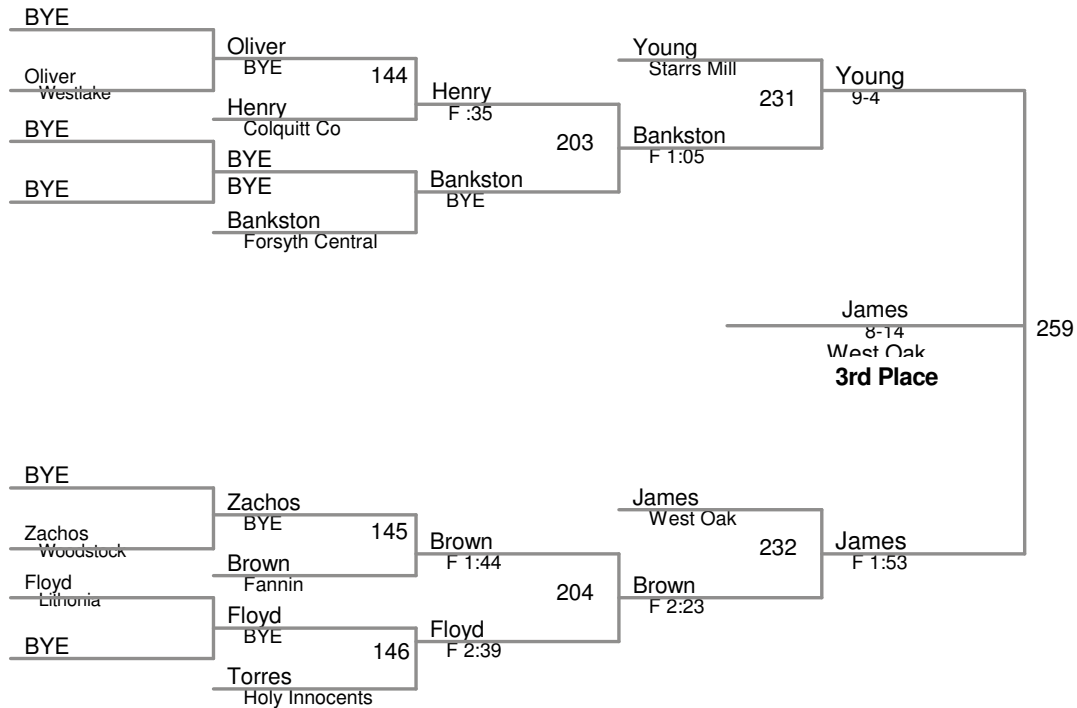 BYE
Oliver
Westlake
BYE
BYE
Oliver
BYE
144
Henry
Colquitt Co
BYE
BYE
Bankston
Forsyth Central
Henry
F :35
203
Bankston
BYE
Young
Starrs Mill
231
Bankston
F 1:05
Young
9-4
James
8-14
West Oak
3rd Place
259
BYE
Zachos
Woodstock
Floyd
Lithonia
BYE
Zachos
BYE
145
Brown
Fannin
Floyd
BYE
146
Torres
Holy Innocents
Brown
F 1:44
204
Floyd
F 2:39
James
West Oak
232
Brown
F 2:23
James
F 1:53